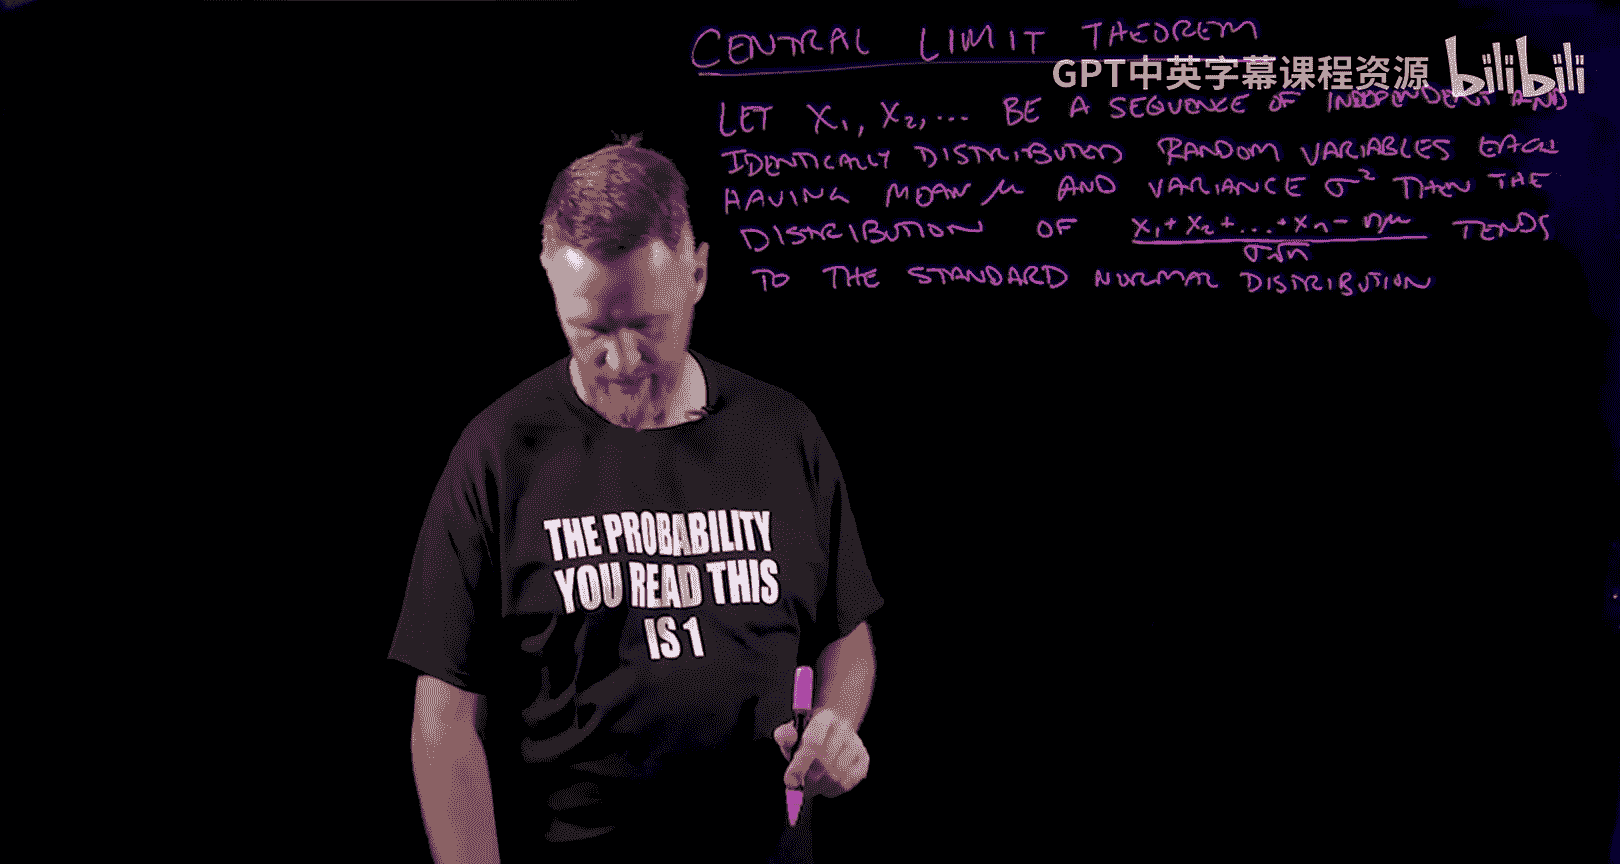 CENTRAL LIMIT THEOREM
GPT中英字幕课程资源 bilibili
LET X₁, X₂, ... BE A SEQUENCE OF INDEPENDENT AND
IDENTICALLY DISTRIBUTED RANDOM VARIABLES EACH
HAVING MEAN μ AND VARIANCE σ² THEN THE
DISTRIBUTION OF (X₁ + X₂ + ... + Xₙ - nμ) / (σ√n) TENDS
TO THE STANDARD NORMAL DISTRIBUTION
THE PROBABILITY
YOU READ THIS
IS 1